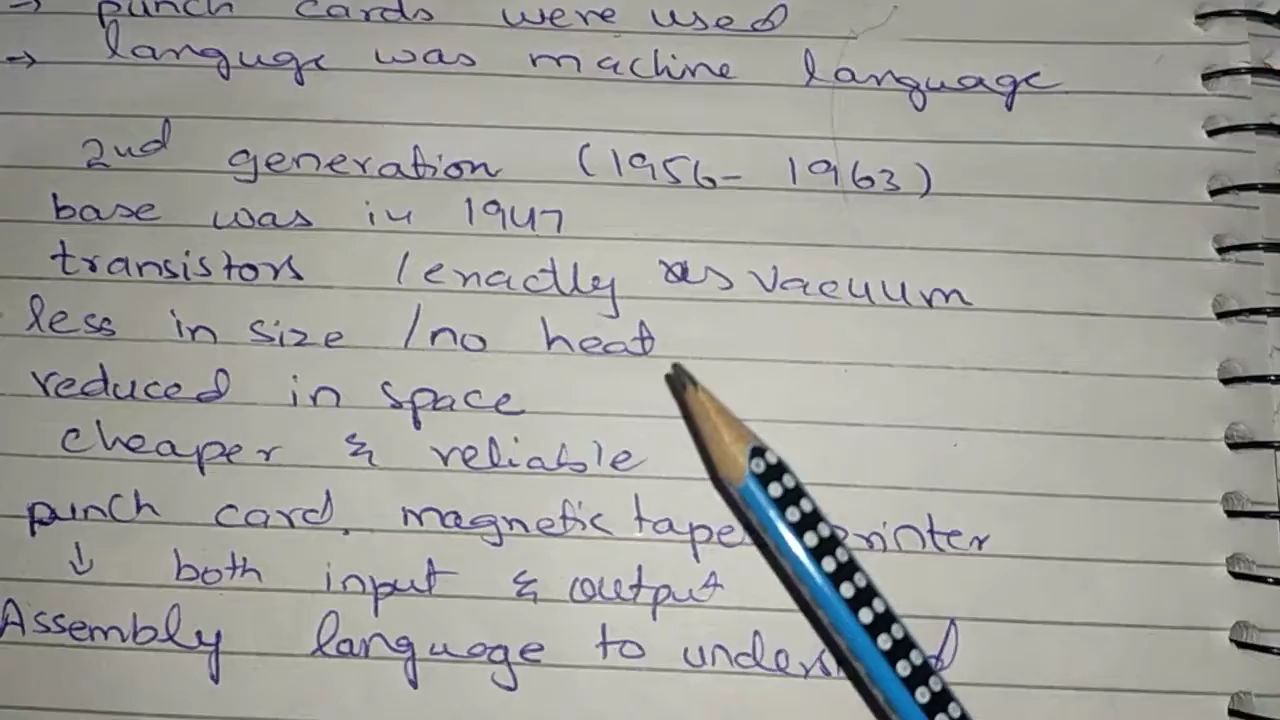 → punch cards were used
→ languge was machine language
2nd generation (1956- 1963)
base was in 1947
transistors / enactly as vacuum
less in size / no heat
reduced in space
cheaper & reliable
punch card, magnetic tape printer
↓ both input & output
Assembly language to